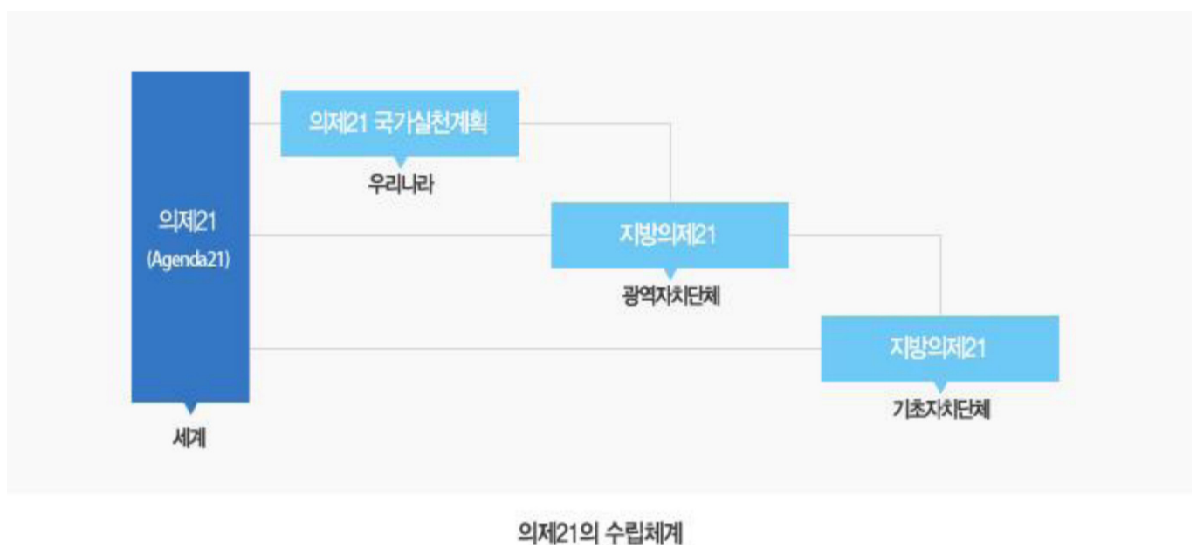 의제21 국가실천계획
우리나라
의제21
(Agenda21)
지방의제21
광역자치단체
지방의제21
기초자치단체
세계
의제21의 수립체계